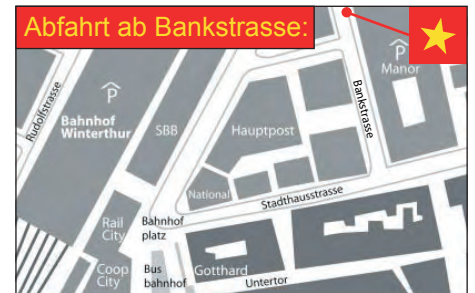 Abfahrt ab Bankstrasse:
P
Manor
Rudolfstrasse
P
Bahnhof
Winterthur
SBB
Hauptpost
Bankstrasse
National
Stadthausstrasse
Rail
City
Bahnhof
platz
Coop
City
Bus
bahnhof
Gotthard
Untertor